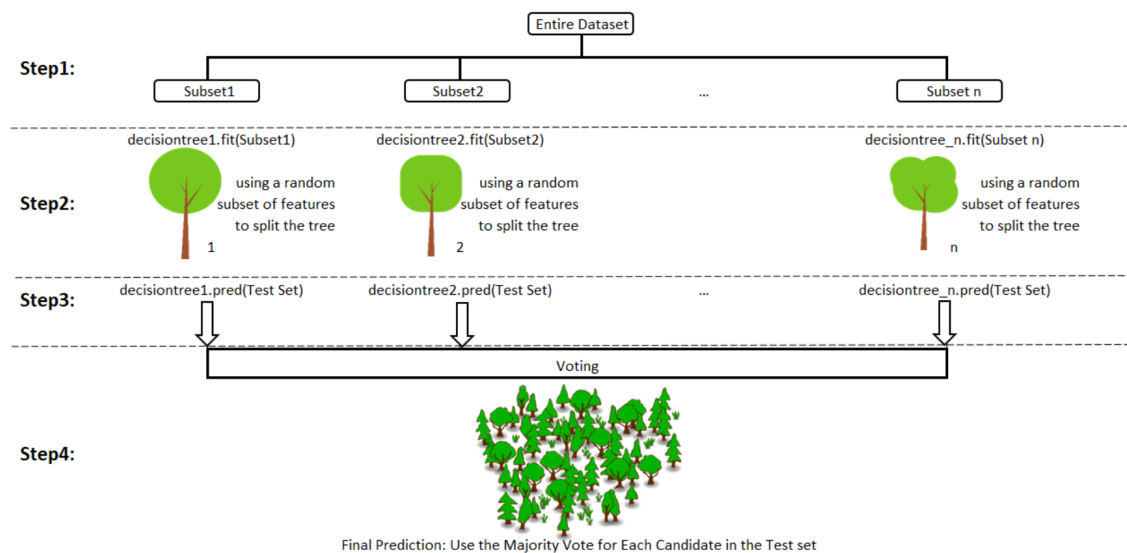 Entire Dataset
Step1:
Subset1
Subset2
...
Subset n
decisiontree1.fit(Subset1)
decisiontree2.fit(Subset2)
decisiontree_n.fit(Subset n)
Step2:
using a random
subset of features
to split the tree
1
using a random
subset of features
to split the tree
2
using a random
subset of features
to split the tree
n
Step3:
decisiontree1.pred(Test Set)
decisiontree2.pred(Test Set)
...
decisiontree_n.pred(Test Set)
Voting
Step4:
Final Prediction: Use the Majority Vote for Each Candidate in the Test set